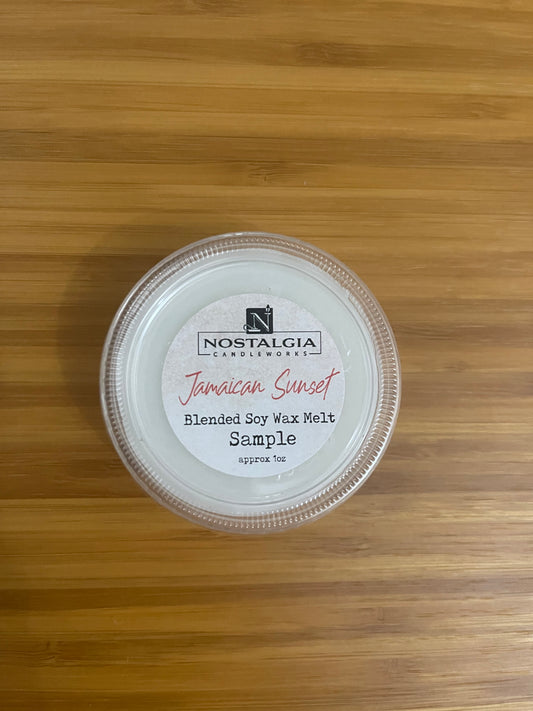 N
NOSTALGIA
CANDLEWORKS
Jamaican Sunset
Blended Soy Wax Melt
Sample
approx 1oz